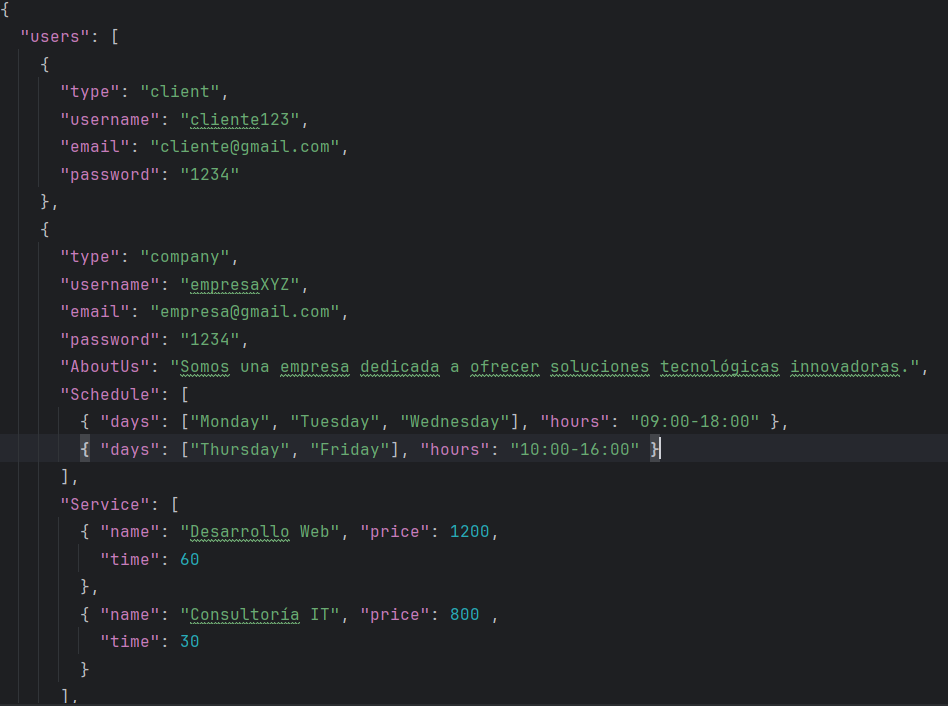 {
"users": [
{
"type": "client",
"username": "cliente123",
"email": "cliente@gmail.com",
"password": "1234"
},
{
"type": "company",
"username": "empresaXYZ",
"email": "empresa@gmail.com",
"password": "1234",
"AboutUs": "Somos una empresa dedicada a ofrecer soluciones tecnológicas innovadoras.",
"Schedule": [
{ "days": ["Monday", "Tuesday", "Wednesday"], "hours": "09:00-18:00" },
{ "days": ["Thursday", "Friday"], "hours": "10:00-16:00" }
],
"Service": [
{ "name": "Desarrollo Web", "price": 1200,
"time": 60
},
{ "name": "Consultoría IT", "price": 800 ,
"time": 30
}
],